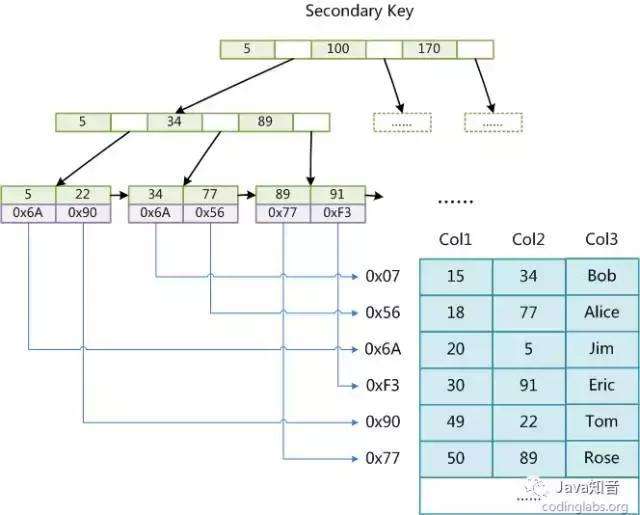 Secondary Key
5 100 170
5 34 89
...... ......
5 22 34 77 89 91
0x6A 0x90 0x6A 0x56 0x77 0xF3
......
Col1 Col2 Col3
0x07 15 34 Bob
0x56 18 77 Alice
0x6A 20 5 Jim
0xF3 30 91 Eric
0x90 49 22 Tom
0x77 50 89 Rose
......
Java知音
codinglabs.org